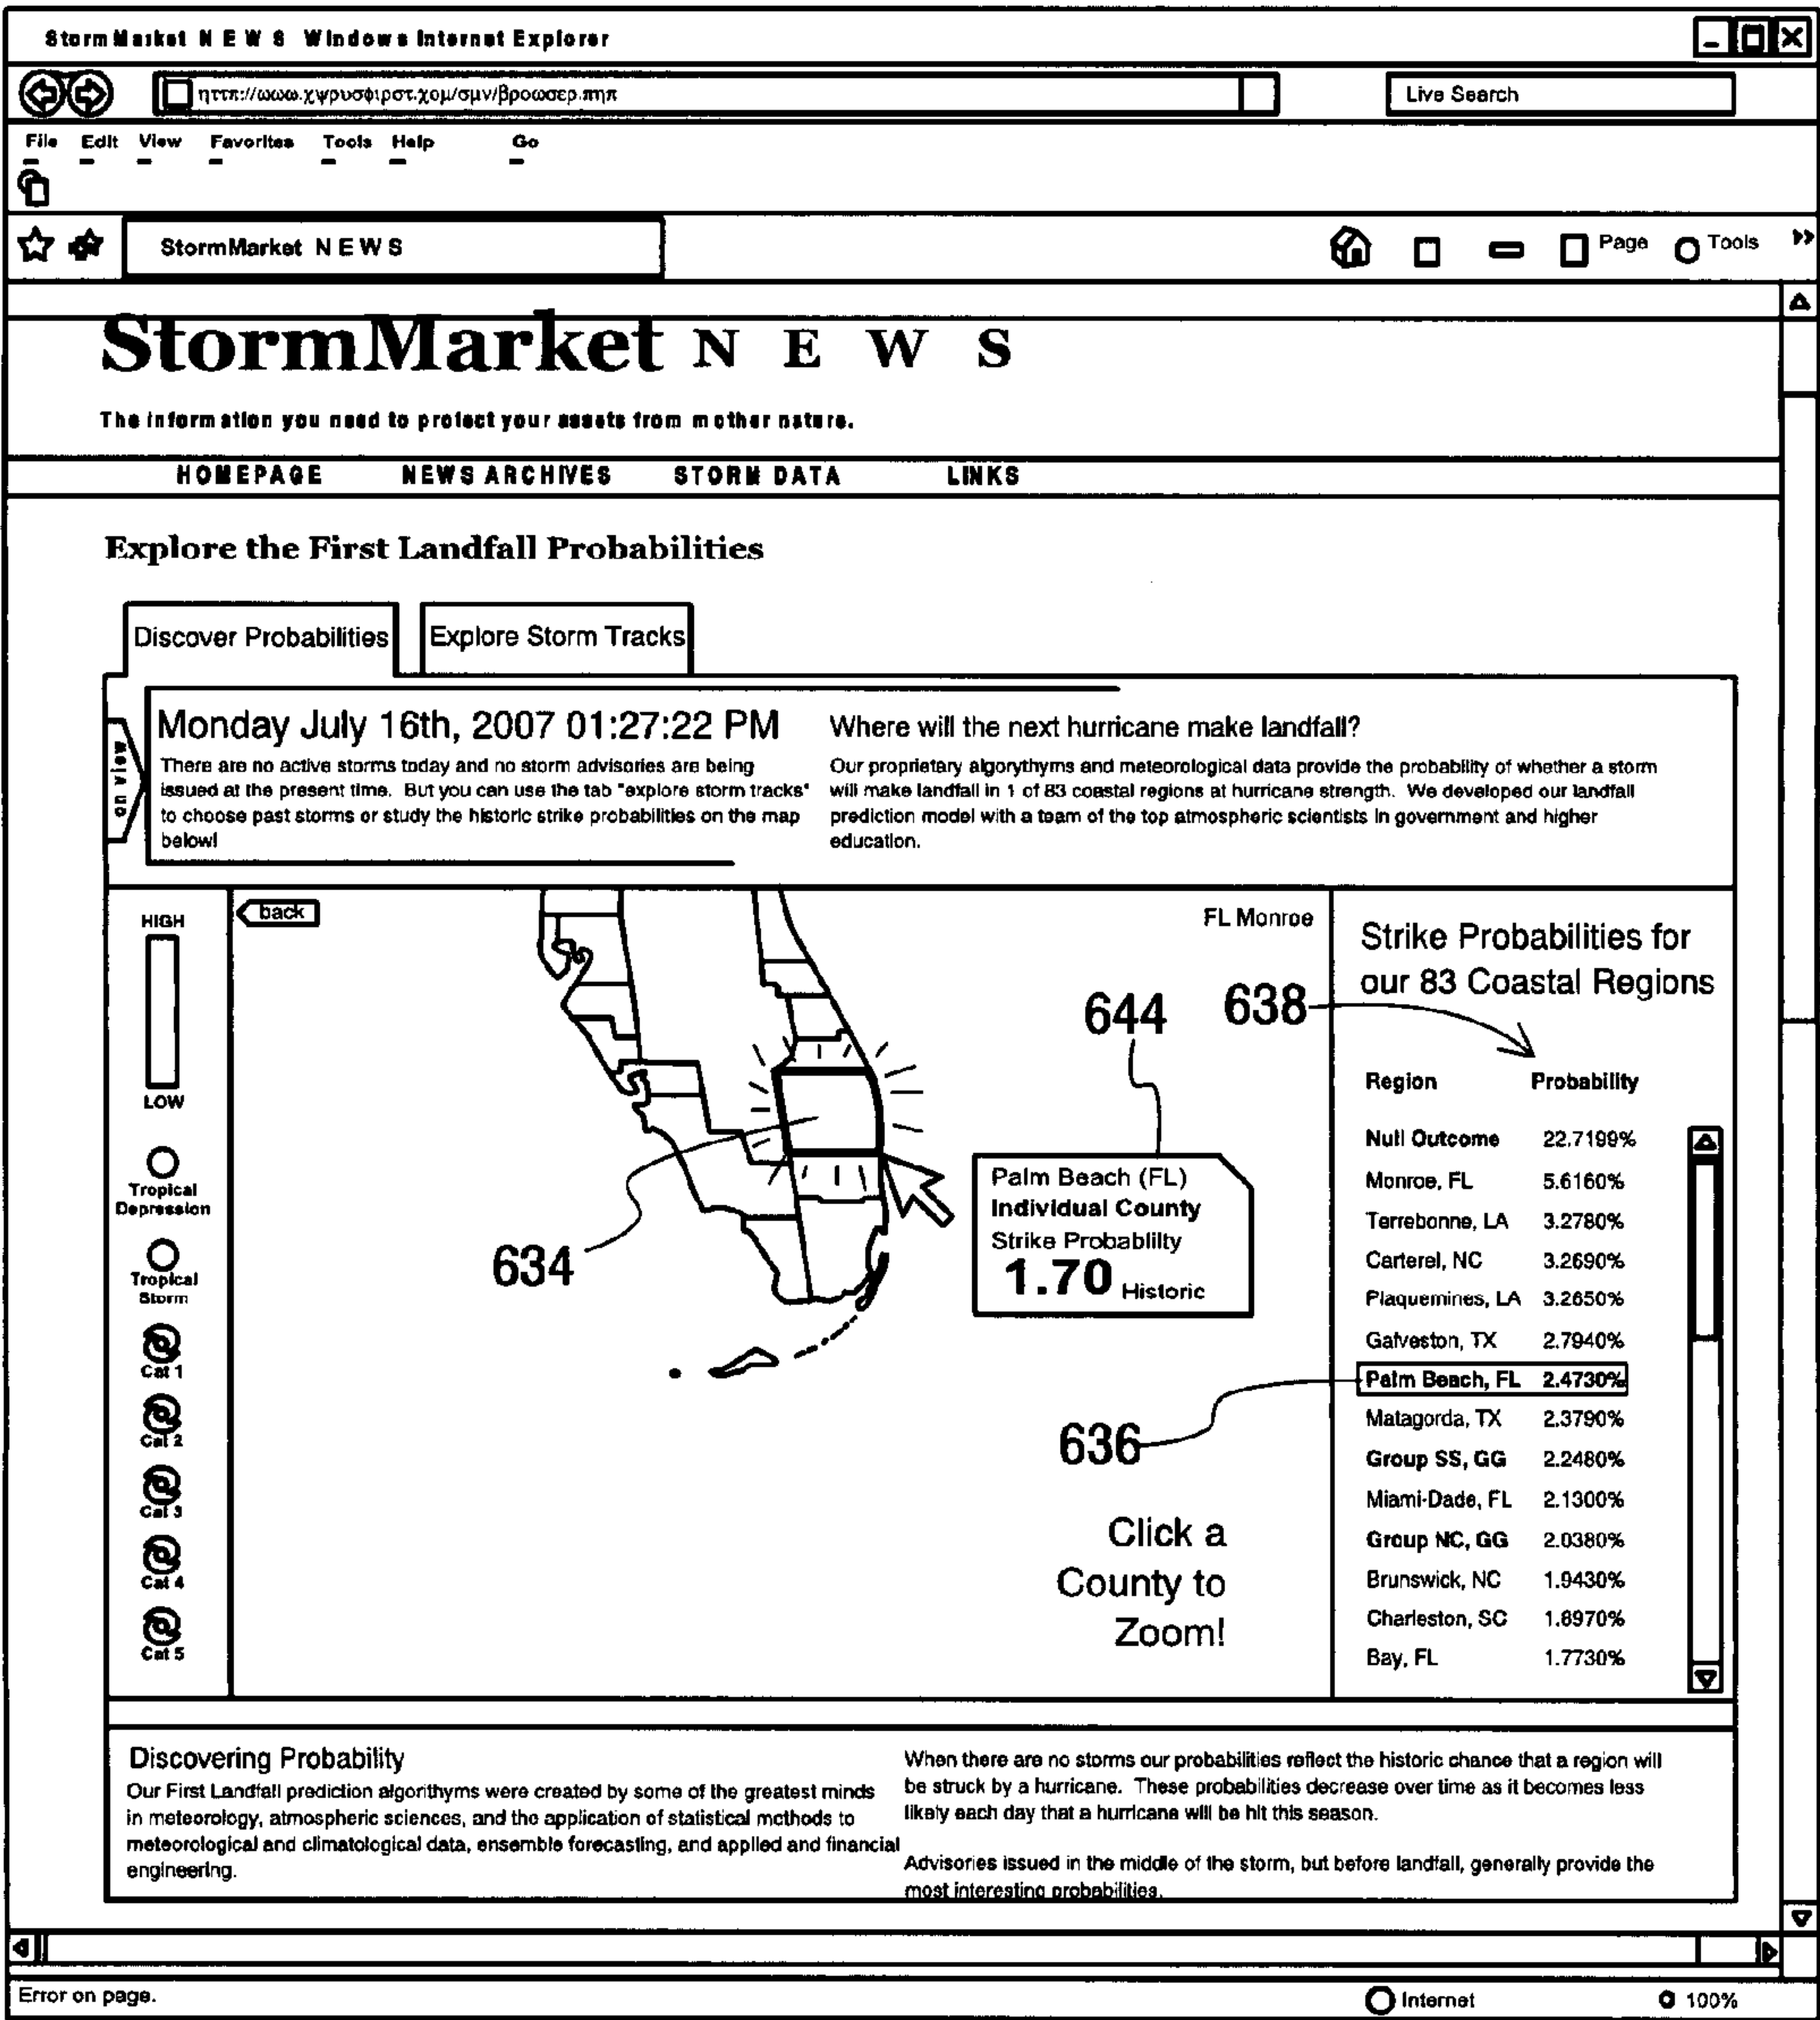 StormMarket N E W S Windows Internet Explorer
ηττπ://ωωω.χψρυσφιρστ.χομ/σμν/βροωσερ.πηπ
Live Search
File Edit View Favorites Tools Help Go
StormMarket N E W S
Page Tools
StormMarket N E W S
The information you need to protect your assets from mother nature.
HOMEPAGE NEWS ARCHIVES STORM DATA LINKS
Explore the First Landfall Probabilities
Discover Probabilities
Explore Storm Tracks
on view
Monday July 16th, 2007 01:27:22 PM
There are no active storms today and no storm advisories are being
issued at the present time. But you can use the tab "explore storm tracks"
to choose past storms or study the historic strike probabilities on the map
below!
Where will the next hurricane make landfall?
Our proprietary algorythyms and meteorological data provide the probability of whether a storm
will make landfall in 1 of 83 coastal regions at hurricane strength. We developed our landfall
prediction model with a team of the top atmospheric scientists in government and higher
education.
HIGH
LOW
Tropical
Depression
Tropical
Storm
Cat 1
Cat 2
Cat 3
Cat 4
Cat 5
back
FL Monroe
644
638
634
636
Palm Beach (FL)
Individual County
Strike Probablilty
1.70 Historic
Click a
County to
Zoom!
Strike Probabilities for
our 83 Coastal Regions
Region Probability
Null Outcome 22.7199%
Monroe, FL 5.6160%
Terrebonne, LA 3.2780%
Carterel, NC 3.2690%
Plaquemines, LA 3.2650%
Galveston, TX 2.7940%
Palm Beach, FL 2.4730%
Matagorda, TX 2.3790%
Group SS, GG 2.2480%
Miami-Dade, FL 2.1300%
Group NC, GG 2.0380%
Brunswick, NC 1.9430%
Charleston, SC 1.8970%
Bay, FL 1.7730%
Discovering Probability
Our First Landfall prediction algorithyms were created by some of the greatest minds
in meteorology, atmospheric sciences, and the application of statistical methods to
meteorological and climatological data, ensemble forecasting, and applied and financial
engineering.
When there are no storms our probabilities reflect the historic chance that a region will
be struck by a hurricane. These probabilities decrease over time as it becomes less
likely each day that a hurricane will be hit this season.
Advisories issued in the middle of the storm, but before landfall, generally provide the
most interesting probabilities.
Error on page.
Internet
100%